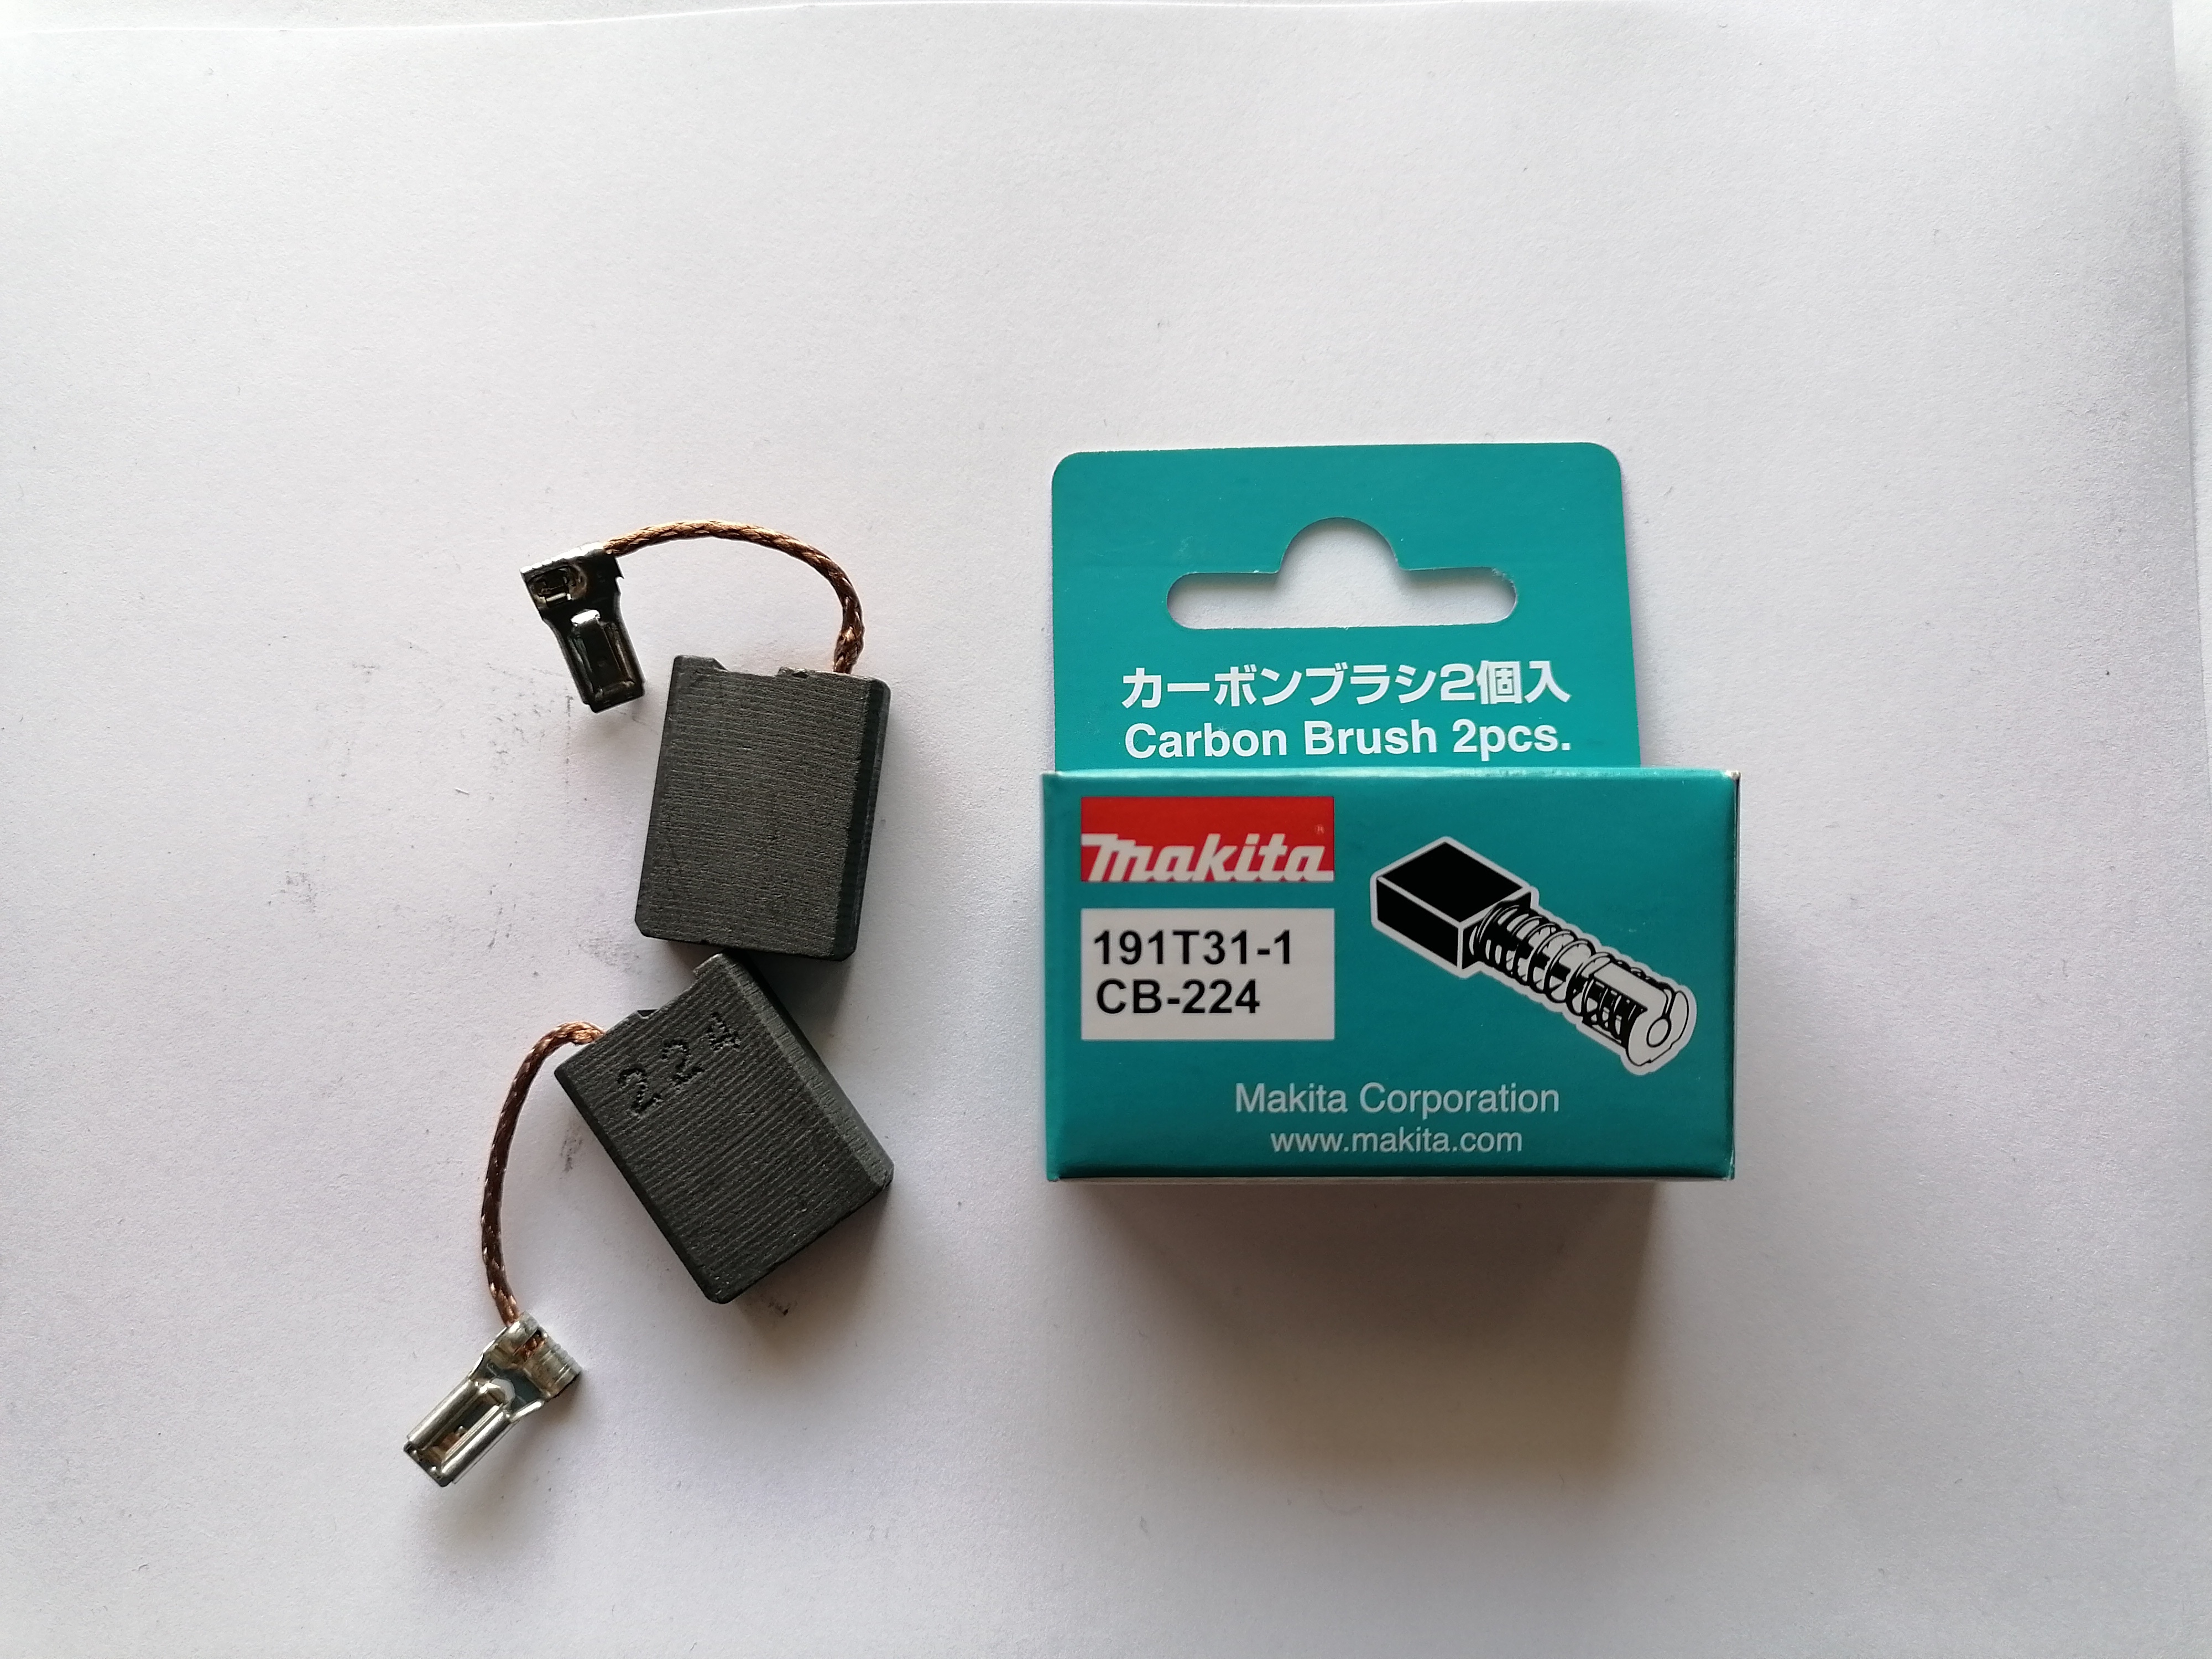 カーボンブラシ2個入
Carbon Brush 2pcs.
makita®
191T31-1
CB-224
Makita Corporation
www.makita.com
224